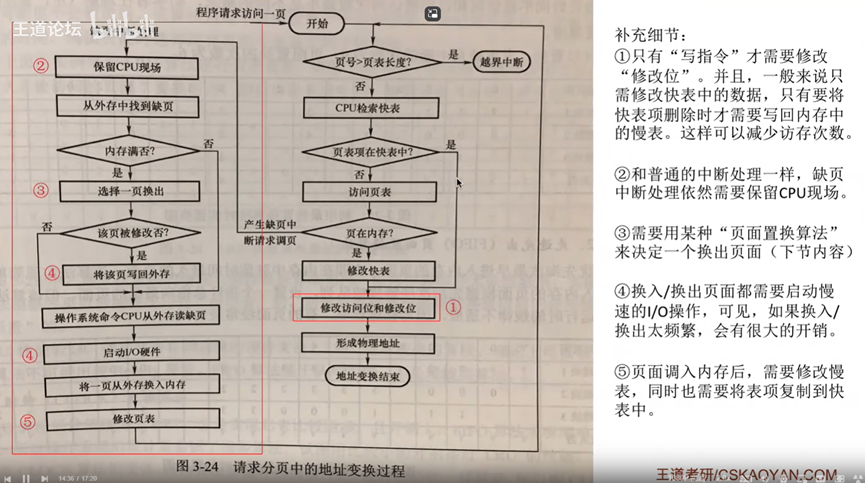 王道论坛
bilibili
程序请求访问一页
开始
缺页中断处理
②
保留CPU现场
从外存中找到缺页
内存满否?
否
是
③
选择一页换出
否
该页被修改否?
是
④
将该页写回外存
操作系统命令CPU从外存读缺页
④
启动I/O硬件
将一页从外存换入内存
⑤
修改页表
页号>页表长度?
是
越界中断
否
CPU检索快表
是
页表项在快表中?
否
访问页表
产生缺页中
断请求调页
否
页在内存?
是
修改快表
修改访问位和修改位
①
形成物理地址
地址变换结束
图 3-24 请求分页中的地址变换过程
补充细节:
①只有“写指令”才需要修改
“修改位”。并且,一般来说只
需修改快表中的数据,只有要将
快表项删除时才需要写回内存中
的慢表。这样可以减少访存次数。
②和普通的中断处理一样,缺页
中断处理依然需要保留CPU现场。
③需要用某种“页面置换算法”
来决定一个换出页面(下节内容)
④换入/换出页面都需要启动慢
速的I/O操作,可见,如果换入/
换出太频繁,会有很大的开销。
⑤页面调入内存后,需要修改慢
表,同时也需要将表项复制到快
表中。
14:36 / 17:20
王道考研/CSKAOYAN.COM